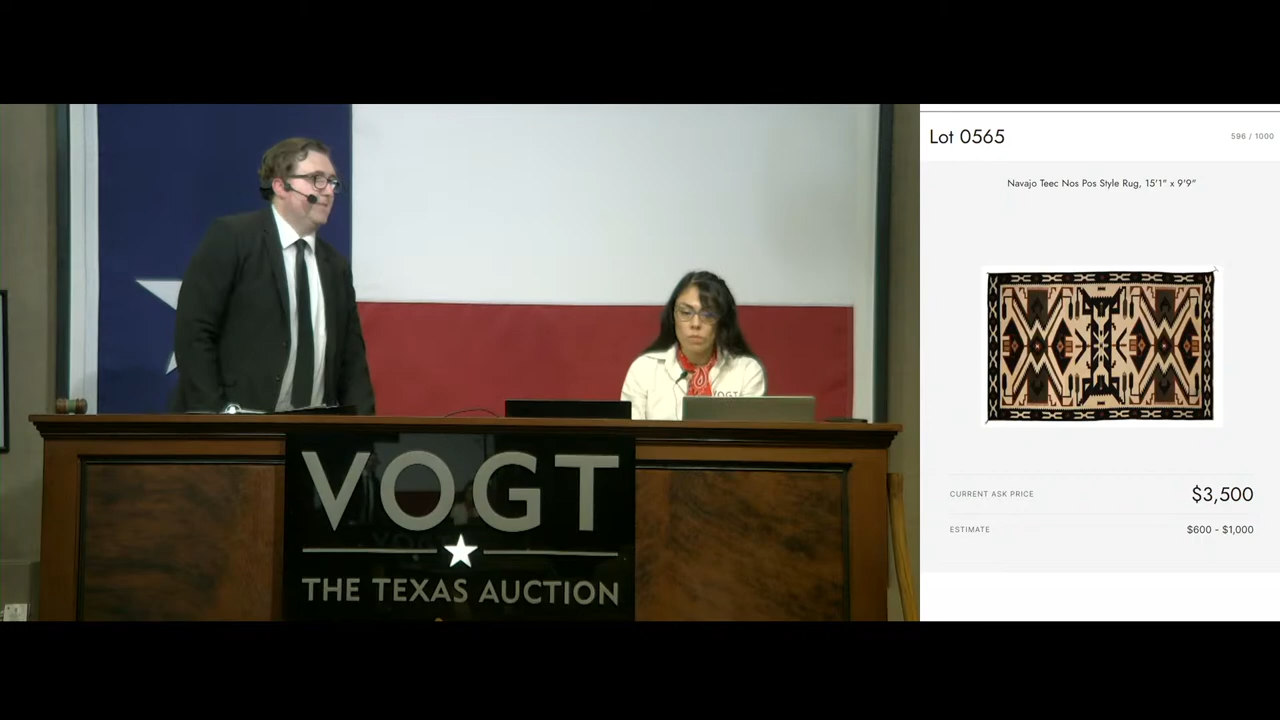 Lot 0565
596 / 1000
Navajo Teec Nos Pos Style Rug, 15'1" x 9'9"
CURRENT ASK PRICE
$3,500
ESTIMATE
$600 - $1,000
VOGT
VOGT
THE TEXAS AUCTION